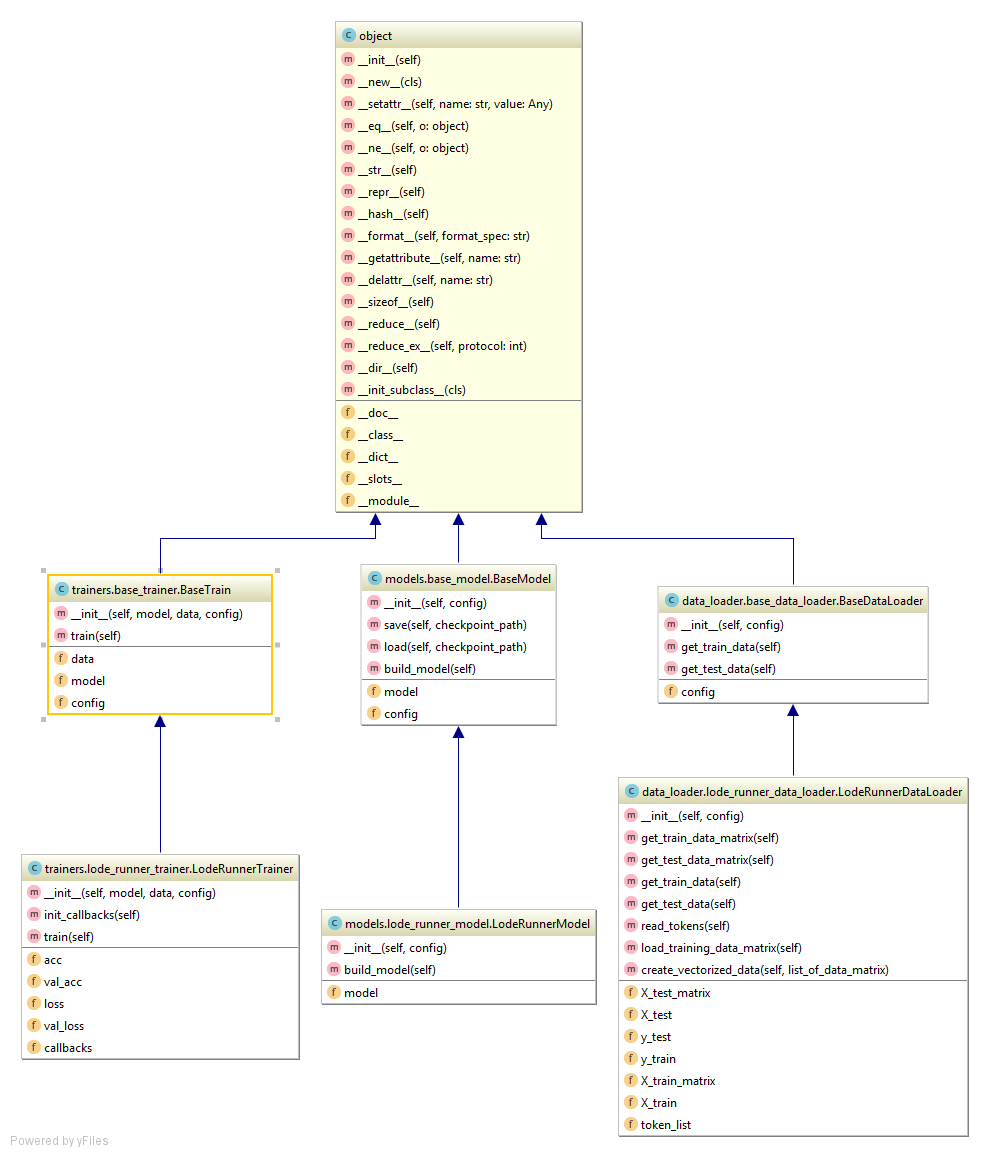 object
__init__(self)
__new__(cls)
__setattr__(self, name: str, value: Any)
__eq__(self, o: object)
__ne__(self, o: object)
__str__(self)
__repr__(self)
__hash__(self)
__format__(self, format_spec: str)
__getattribute__(self, name: str)
__delattr__(self, name: str)
__sizeof__(self)
__reduce__(self)
__reduce_ex__(self, protocol: int)
__dir__(self)
__init_subclass__(cls)
__doc__
__class__
__dict__
__slots__
__module__
trainers.base_trainer.BaseTrain
__init__(self, model, data, config)
train(self)
data
model
config
models.base_model.BaseModel
__init__(self, config)
save(self, checkpoint_path)
load(self, checkpoint_path)
build_model(self)
model
config
data_loader.base_data_loader.BaseDataLoader
__init__(self, config)
get_train_data(self)
get_test_data(self)
config
trainers.lode_runner_trainer.LodeRunnerTrainer
__init__(self, model, data, config)
init_callbacks(self)
train(self)
acc
val_acc
loss
val_loss
callbacks
models.lode_runner_model.LodeRunnerModel
__init__(self, config)
build_model(self)
model
data_loader.lode_runner_data_loader.LodeRunnerDataLoader
__init__(self, config)
get_train_data_matrix(self)
get_test_data_matrix(self)
get_train_data(self)
get_test_data(self)
read_tokens(self)
load_training_data_matrix(self)
create_vectorized_data(self, list_of_data_matrix)
X_test_matrix
X_test
y_test
y_train
X_train_matrix
X_train
token_list
Powered by yFiles